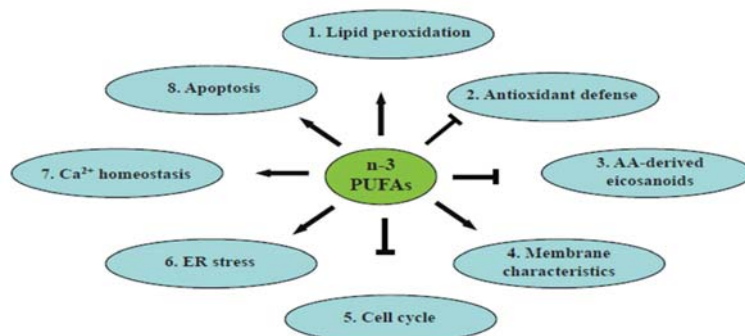 1. Lipid peroxidation
2. Antioxidant defense
3. AA-derived
eicosanoids
4. Membrane
characteristics
5. Cell cycle
6. ER stress
7. Ca²⁺ homeostasis
8. Apoptosis
n-3
PUFAs